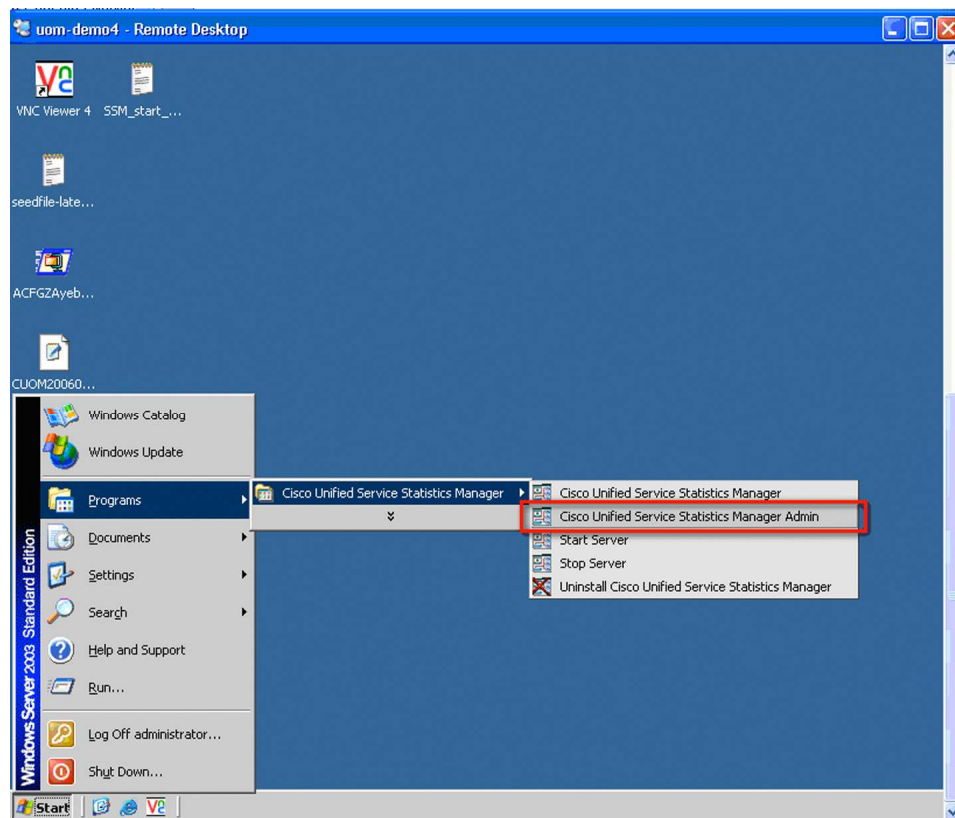 uom-demo4 - Remote Desktop
VNC Viewer 4
SSM_start_...
seedfile-late...
ACFGZAyeb...
CUOM20060...
Windows Catalog
Windows Update
Programs
Documents
Settings
Search
Help and Support
Run...
Log Off administrator...
Shut Down...
Windows Server 2003 Standard Edition
Cisco Unified Service Statistics Manager
Cisco Unified Service Statistics Manager
Cisco Unified Service Statistics Manager Admin
Start Server
Stop Server
Uninstall Cisco Unified Service Statistics Manager
Start